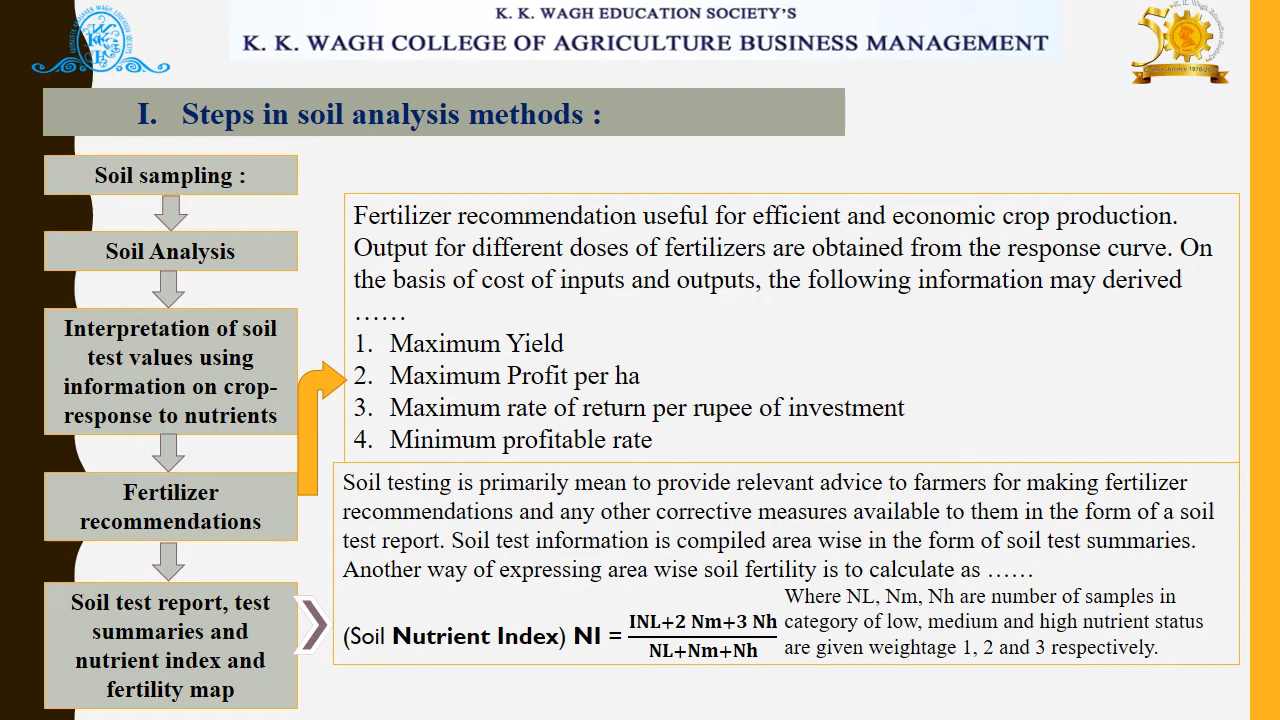 K. K. WAGH EDUCATION SOCIETY'S
K. K. WAGH COLLEGE OF AGRICULTURE BUSINESS MANAGEMENT
I. Steps in soil analysis methods :
Soil sampling :
Soil Analysis
Interpretation of soil
test values using
information on crop-
response to nutrients
Fertilizer
recommendations
Soil test report, test
summaries and
nutrient index and
fertility map
Fertilizer recommendation useful for efficient and economic crop production.
Output for different doses of fertilizers are obtained from the response curve. On
the basis of cost of inputs and outputs, the following information may derived
……
1. Maximum Yield
2. Maximum Profit per ha
3. Maximum rate of return per rupee of investment
4. Minimum profitable rate
Soil testing is primarily mean to provide relevant advice to farmers for making fertilizer
recommendations and any other corrective measures available to them in the form of a soil
test report. Soil test information is compiled area wise in the form of soil test summaries.
Another way of expressing area wise soil fertility is to calculate as ……
(Soil Nutrient Index) NI =
INL+2 Nm+3 Nh
NL+Nm+Nh
Where NL, Nm, Nh are number of samples in
category of low, medium and high nutrient status
are given weightage 1, 2 and 3 respectively.